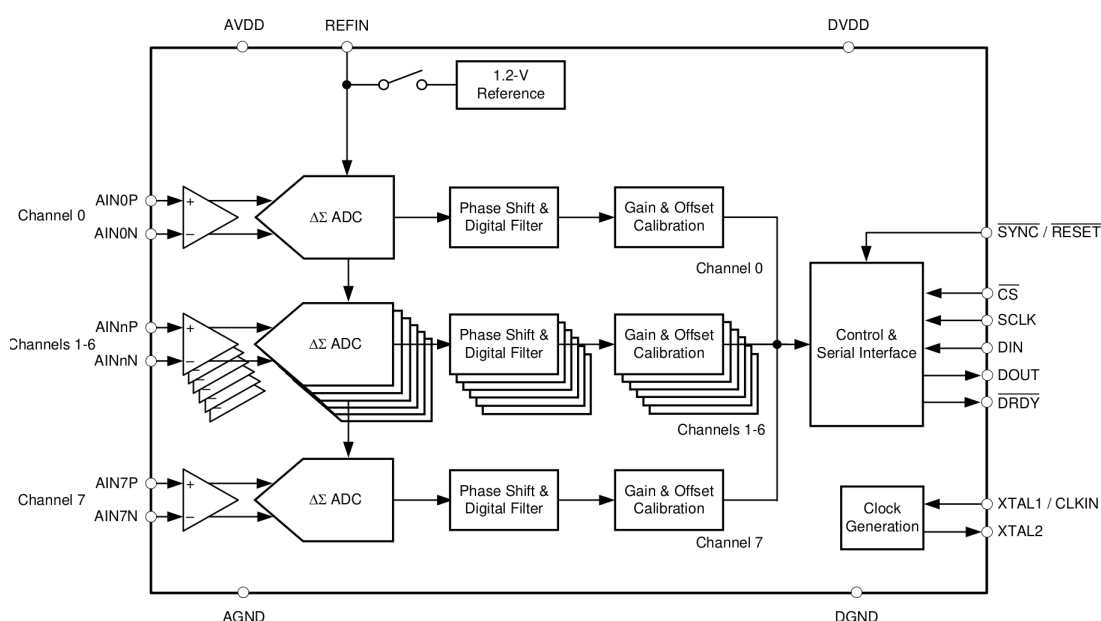 AVDD
REFIN
DVDD
1.2-V
Reference
AIN0P
Channel 0
AIN0N
+
−
ΔΣ ADC
Phase Shift &
Digital Filter
Gain & Offset
Calibration
Channel 0
SYNC / RESET
CS
SCLK
DIN
DOUT
DRDY
Control &
Serial Interface
AINnP
Channels 1-6
AINnN
+
−
−
−
−
−
−
ΔΣ ADC
Phase Shift &
Digital Filter
Gain & Offset
Calibration
Channels 1-6
AIN7P
Channel 7
AIN7N
+
−
ΔΣ ADC
Phase Shift &
Digital Filter
Gain & Offset
Calibration
Channel 7
Clock
Generation
XTAL1 / CLKIN
XTAL2
AGND
DGND